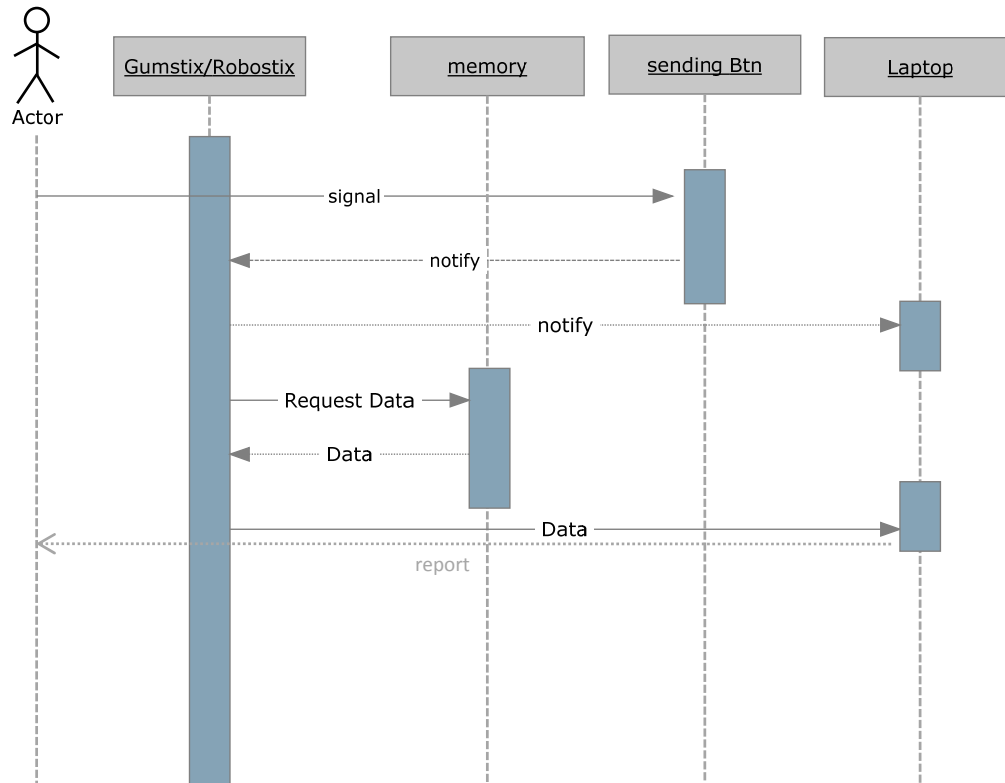 Actor
Gumstix/Robostix
memory
sending Btn
Laptop
signal
notify
notify
Request Data
Data
Data
report